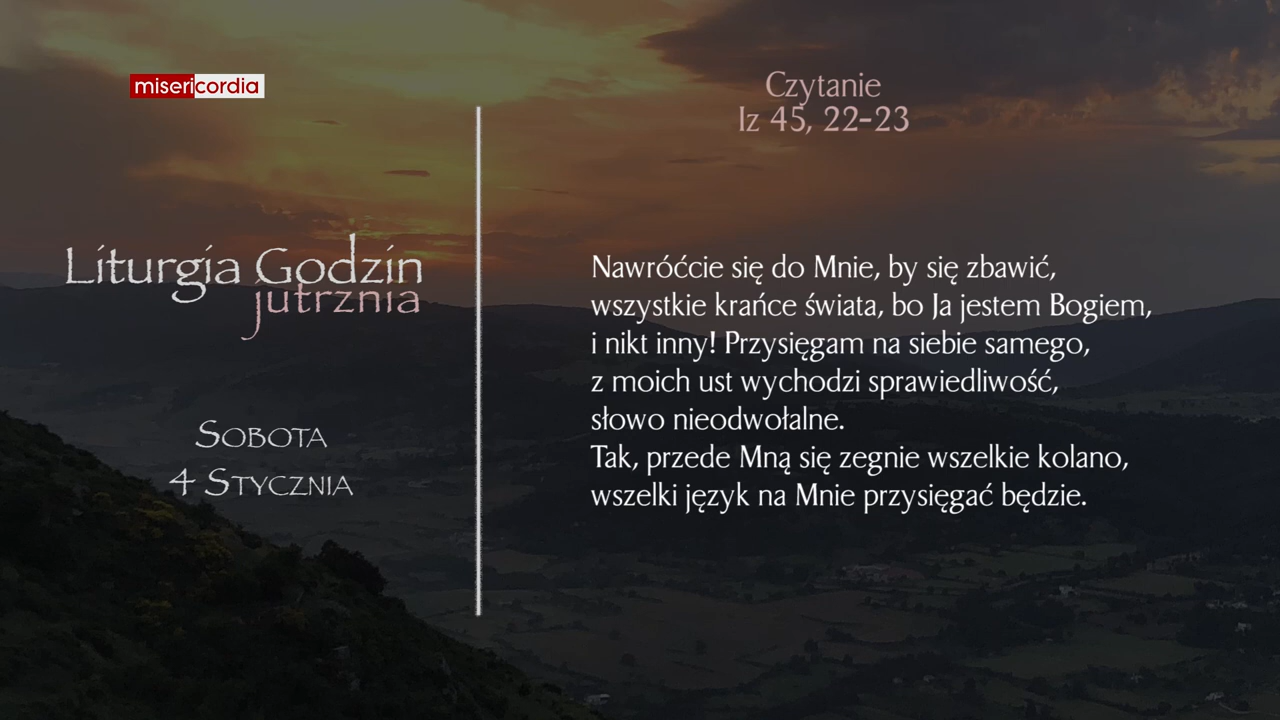 misericordia
Liturgia Godzin
jutrznia
Sobota
4 Stycznia
Czytanie
Iz 45, 22-23
Nawróćcie się do Mnie, by się zbawić,
wszystkie krańce świata, bo Ja jestem Bogiem,
i nikt inny! Przysięgam na siebie samego,
z moich ust wychodzi sprawiedliwość,
słowo nieodwołalne.
Tak, przede Mną się zegnie wszelkie kolano,
wszelki język na Mnie przysięgać będzie.